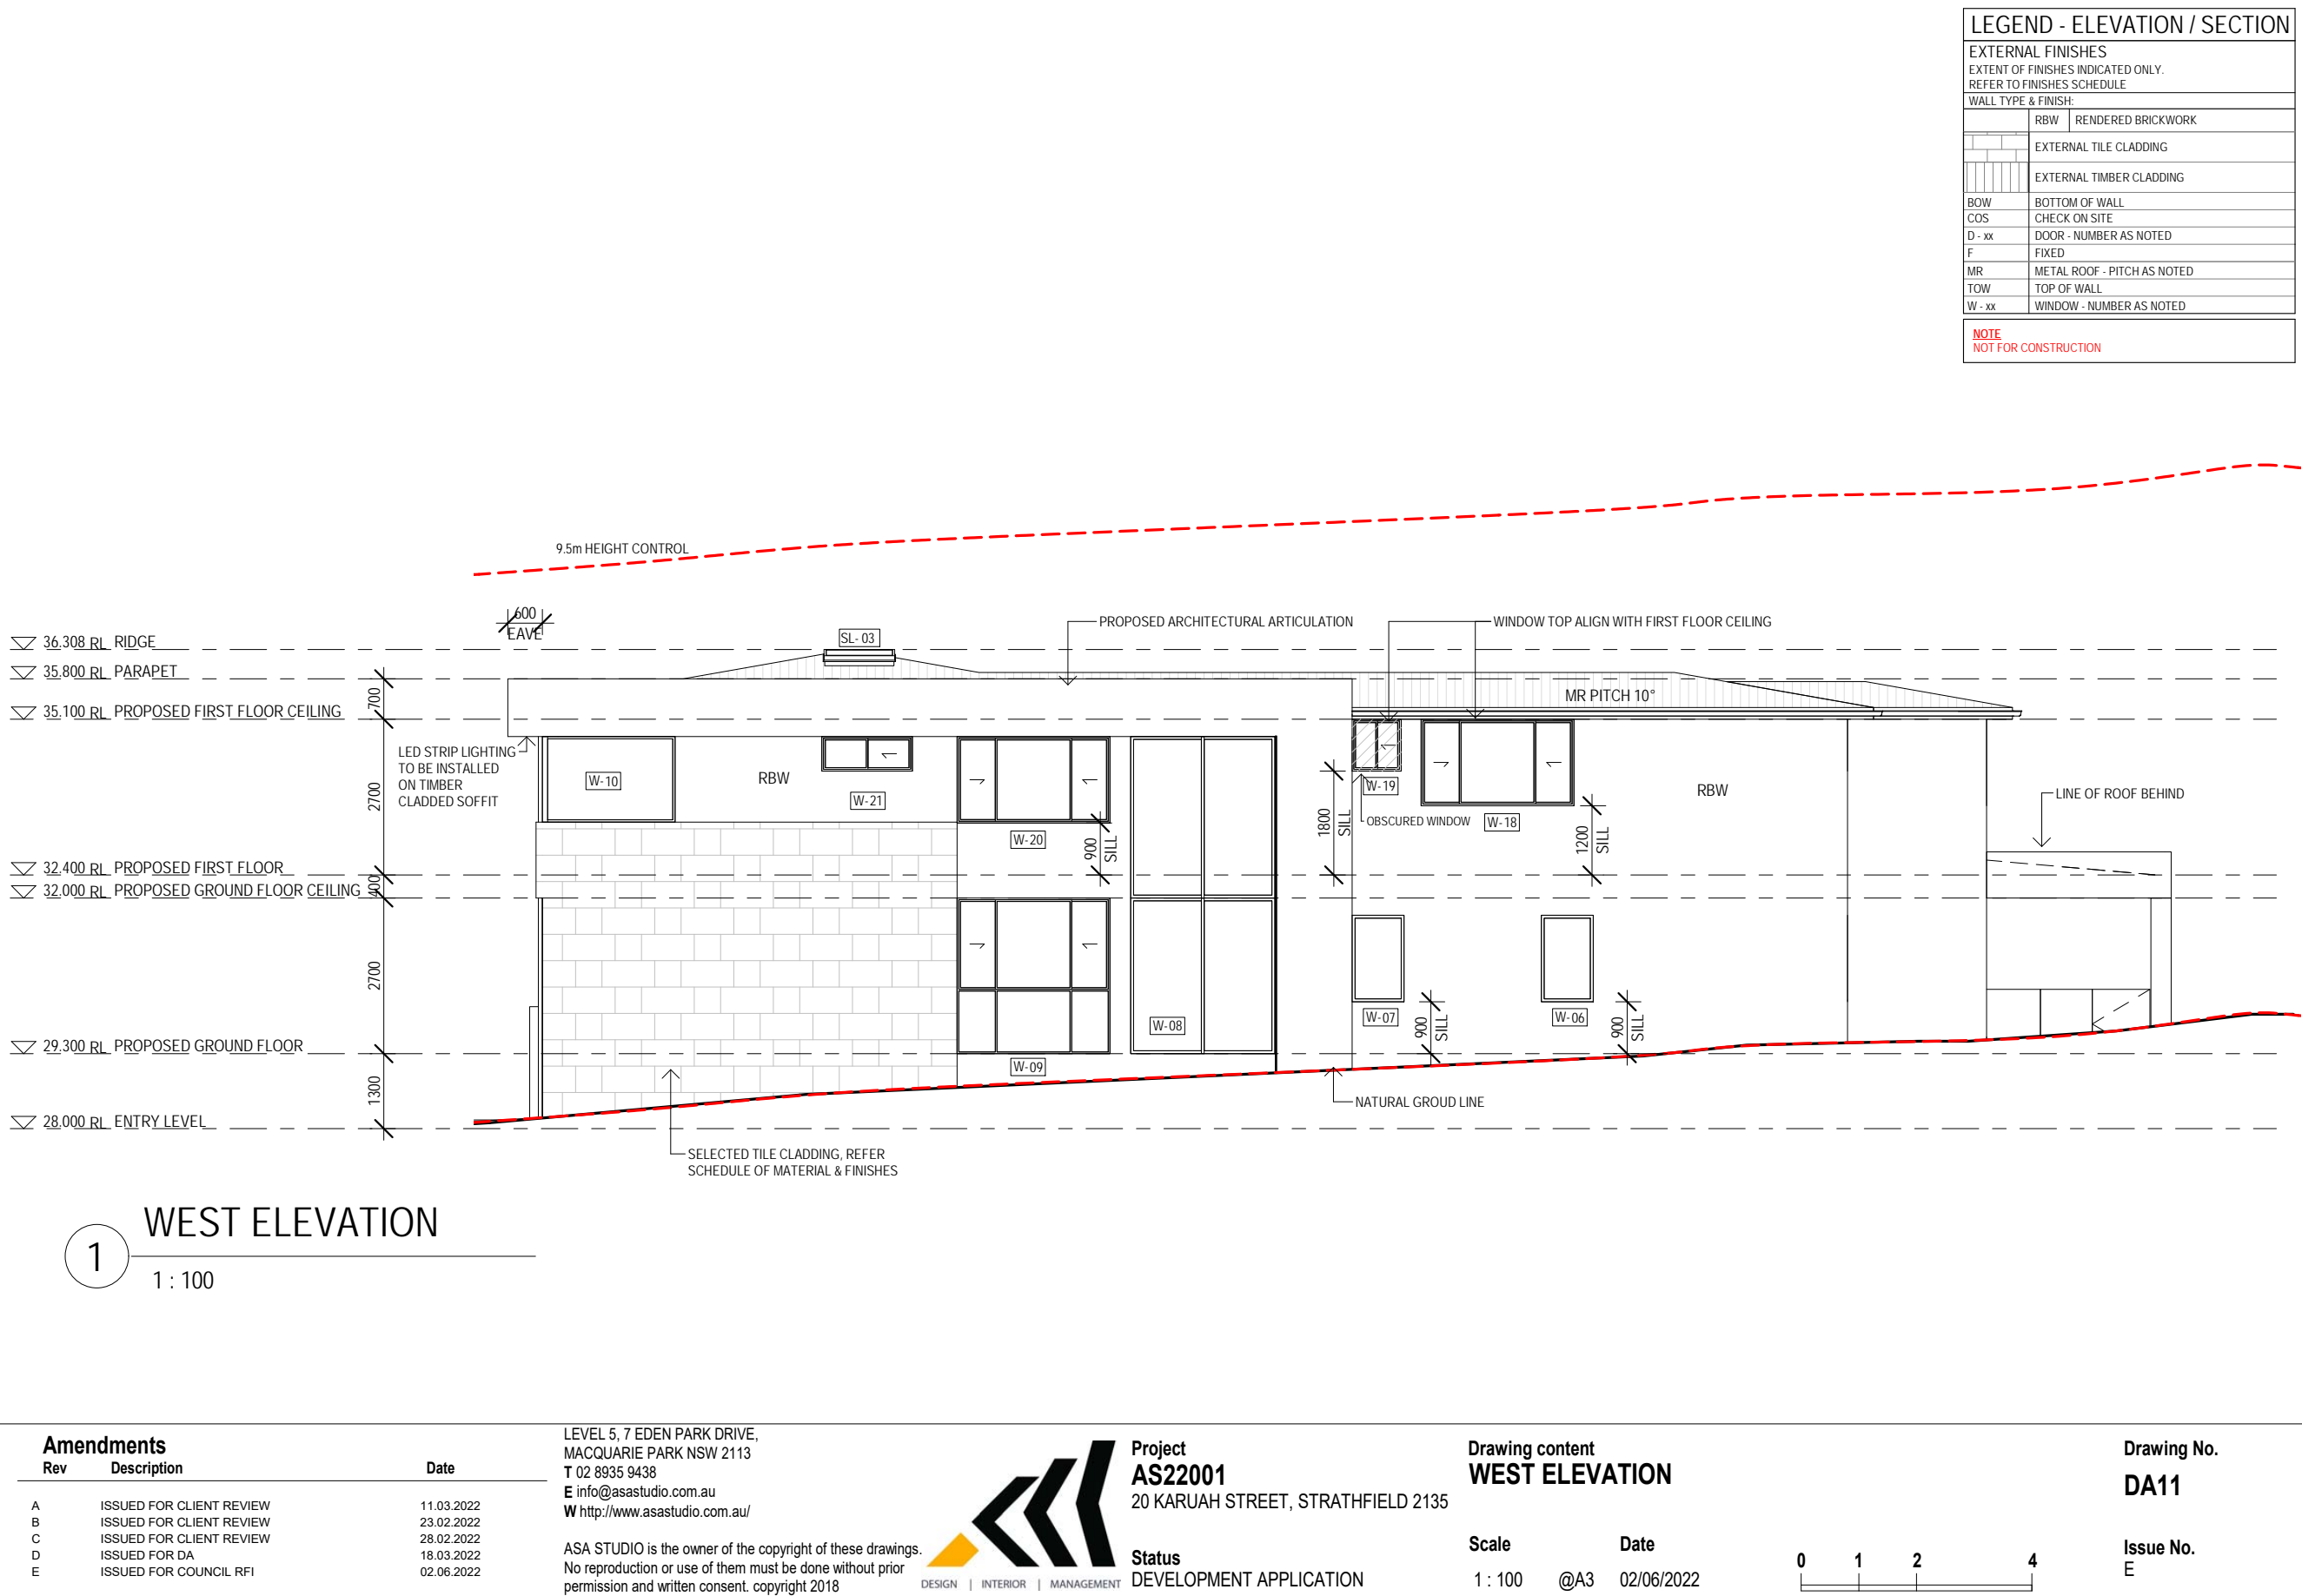 LEGEND - ELEVATION / SECTION
EXTERNAL FINISHES
EXTENT OF FINISHES INDICATED ONLY.
REFER TO FINISHES SCHEDULE
WALL TYPE & FINISH:
RBW RENDERED BRICKWORK
EXTERNAL TILE CLADDING
EXTERNAL TIMBER CLADDING
BOW BOTTOM OF WALL
COS CHECK ON SITE
D - xx DOOR - NUMBER AS NOTED
F FIXED
MR METAL ROOF - PITCH AS NOTED
TOW TOP OF WALL
W - xx WINDOW - NUMBER AS NOTED
NOTE
NOT FOR CONSTRUCTION
9.5m HEIGHT CONTROL
600
EAVE
PROPOSED ARCHITECTURAL ARTICULATION
WINDOW TOP ALIGN WITH FIRST FLOOR CEILING
SL- 03
36.308 RL RIDGE
35.800 RL PARAPET
700
MR PITCH 10°
35.100 RL PROPOSED FIRST FLOOR CEILING
LED STRIP LIGHTING
TO BE INSTALLED
ON TIMBER
CLADDED SOFFIT
2700
W- 10
RBW
W- 21
W- 20
900
SILL
1800
SILL
W- 19
OBSCURED WINDOW
W- 18
1200
SILL
RBW
LINE OF ROOF BEHIND
32.400 RL PROPOSED FIRST FLOOR
400
32.000 RL PROPOSED GROUND FLOOR CEILING
2700
W- 08
W- 07
900
SILL
W- 06
900
SILL
29.300 RL PROPOSED GROUND FLOOR
W- 09
1300
NATURAL GROUD LINE
28.000 RL ENTRY LEVEL
SELECTED TILE CLADDING, REFER
SCHEDULE OF MATERIAL & FINISHES
1
WEST ELEVATION
1 : 100
Amendments
Rev Description Date
A ISSUED FOR CLIENT REVIEW 11.03.2022
B ISSUED FOR CLIENT REVIEW 23.02.2022
C ISSUED FOR CLIENT REVIEW 28.02.2022
D ISSUED FOR DA 18.03.2022
E ISSUED FOR COUNCIL RFI 02.06.2022
LEVEL 5, 7 EDEN PARK DRIVE,
MACQUARIE PARK NSW 2113
T 02 8935 9438
E info@asastudio.com.au
W http://www.asastudio.com.au/
ASA STUDIO is the owner of the copyright of these drawings.
No reproduction or use of them must be done without prior
permission and written consent. copyright 2018
DESIGN | INTERIOR | MANAGEMENT
Project
AS22001
20 KARUAH STREET, STRATHFIELD 2135
Status
DEVELOPMENT APPLICATION
Drawing content
WEST ELEVATION
Scale Date
1 : 100 @A3 02/06/2022
0 1 2 4
Drawing No.
DA11
Issue No.
E